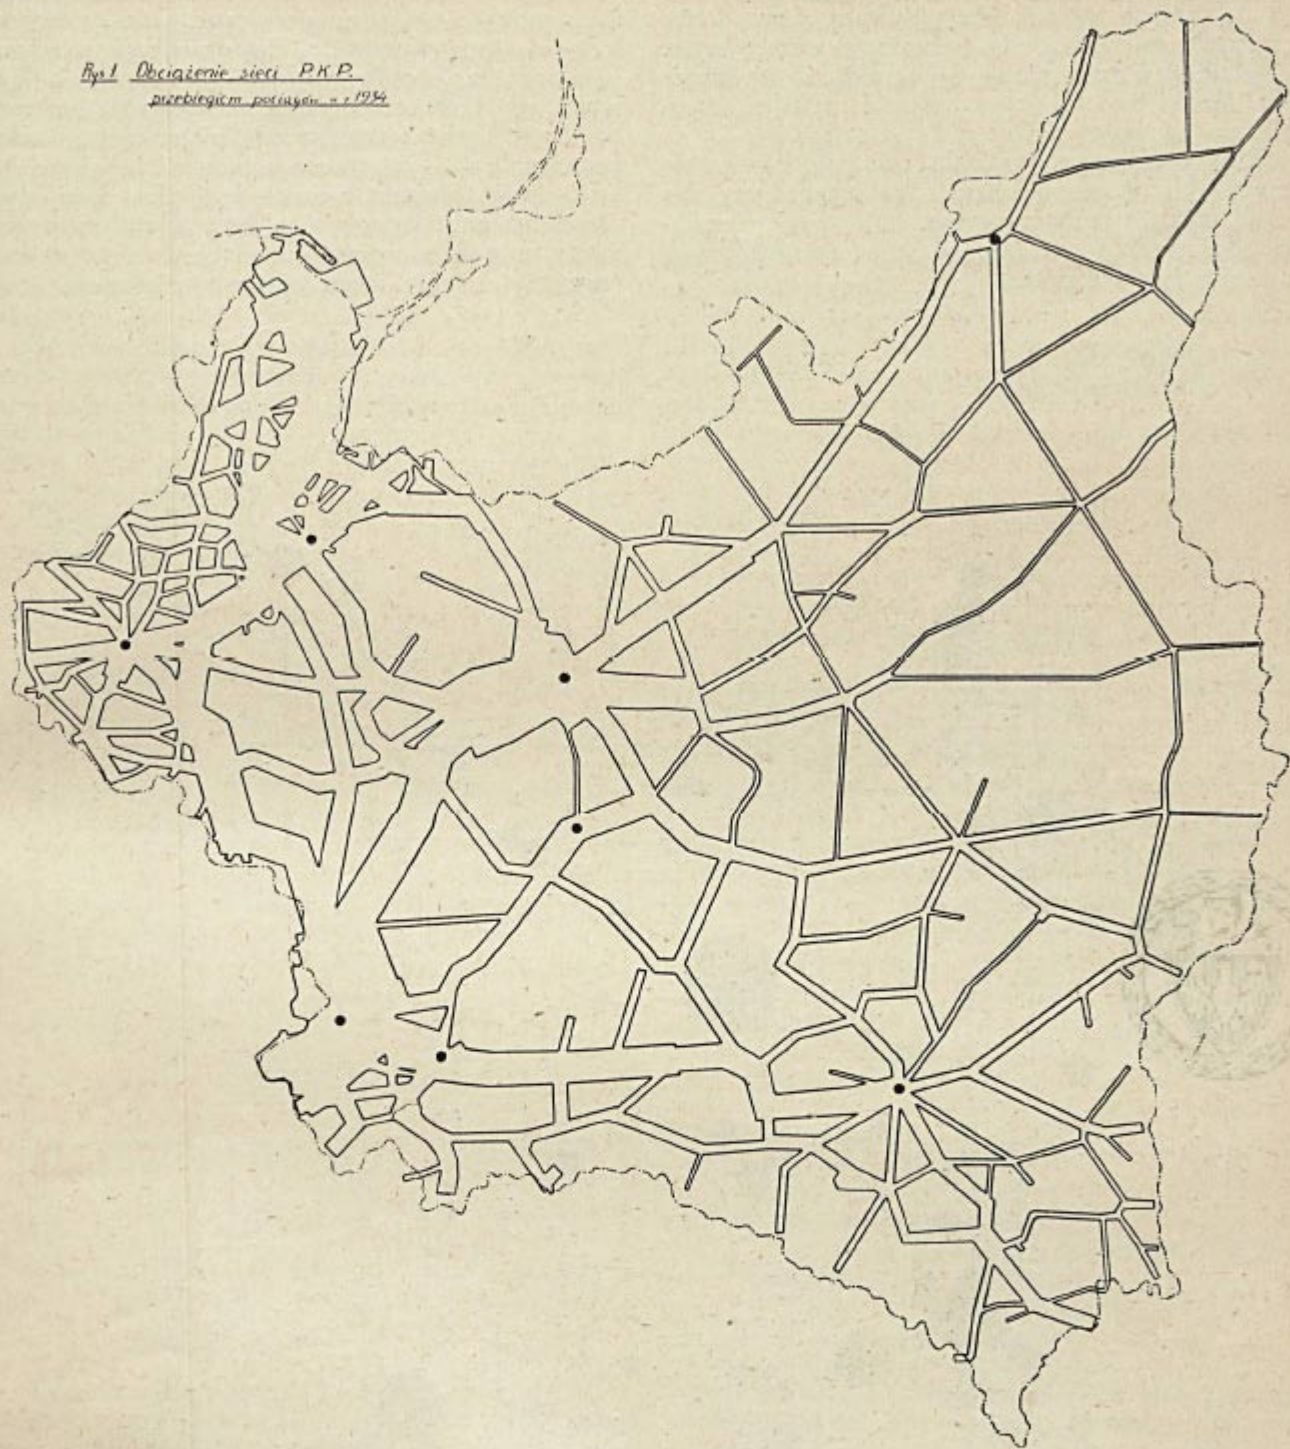 Rys. 1 Obciążenie sieci P.K.P.
przebiegiem pociągów w r. 1934